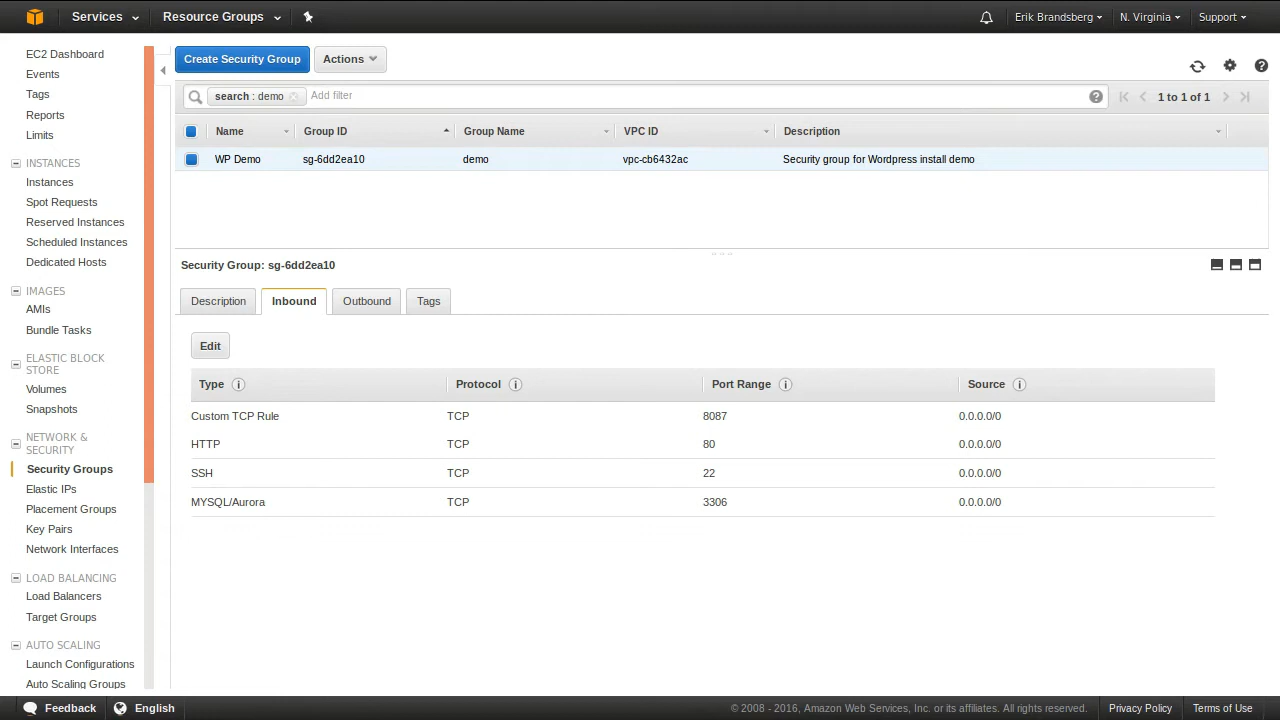 Services Resource Groups Erik Brandsberg N. Virginia Support
EC2 Dashboard
Events
Tags
Reports
Limits
INSTANCES
Instances
Spot Requests
Reserved Instances
Scheduled Instances
Dedicated Hosts
IMAGES
AMIs
Bundle Tasks
ELASTIC BLOCK
STORE
Volumes
Snapshots
NETWORK &
SECURITY
Security Groups
Elastic IPs
Placement Groups
Key Pairs
Network Interfaces
LOAD BALANCING
Load Balancers
Target Groups
AUTO SCALING
Launch Configurations
Auto Scaling Groups
Create Security Group Actions
search : demo Add filter 1 to 1 of 1
Name Group ID Group Name VPC ID Description
WP Demo sg-6dd2ea10 demo vpc-cb6432ac Security group for Wordpress install demo
Security Group: sg-6dd2ea10
Description Inbound Outbound Tags
Edit
Type Protocol Port Range Source
Custom TCP Rule TCP 8087 0.0.0.0/0
HTTP TCP 80 0.0.0.0/0
SSH TCP 22 0.0.0.0/0
MYSQL/Aurora TCP 3306 0.0.0.0/0
Feedback English © 2008 - 2016, Amazon Web Services, Inc. or its affiliates. All rights reserved. Privacy Policy Terms of Use